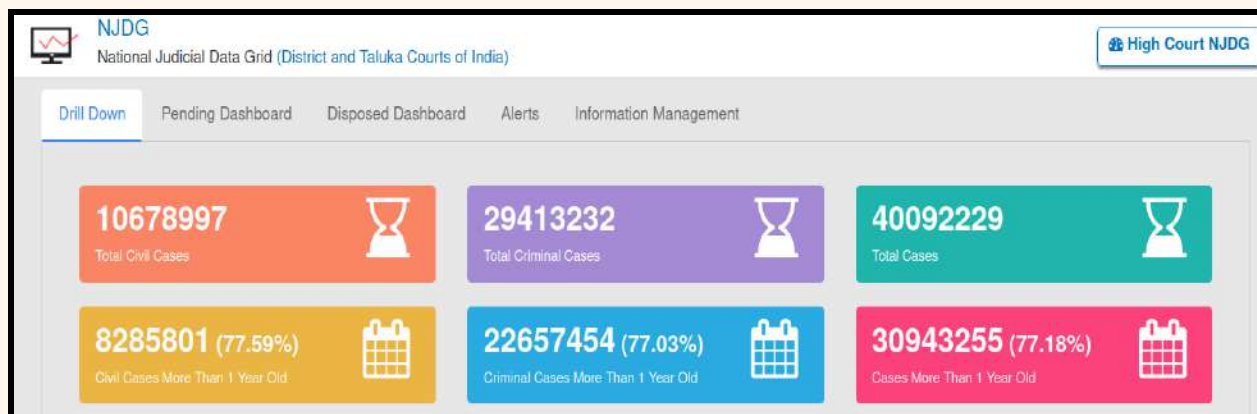 NJDG
National Judicial Data Grid (District and Taluka Courts of India)
High Court NJDG
Drill Down Pending Dashboard Disposed Dashboard Alerts Information Management
10678997
Total Civil Cases
29413232
Total Criminal Cases
40092229
Total Cases
8285801 (77.59%)
Civil Cases More Than 1 Year Old
22657454 (77.03%)
Criminal Cases More Than 1 Year Old
30943255 (77.18%)
Cases More Than 1 Year Old